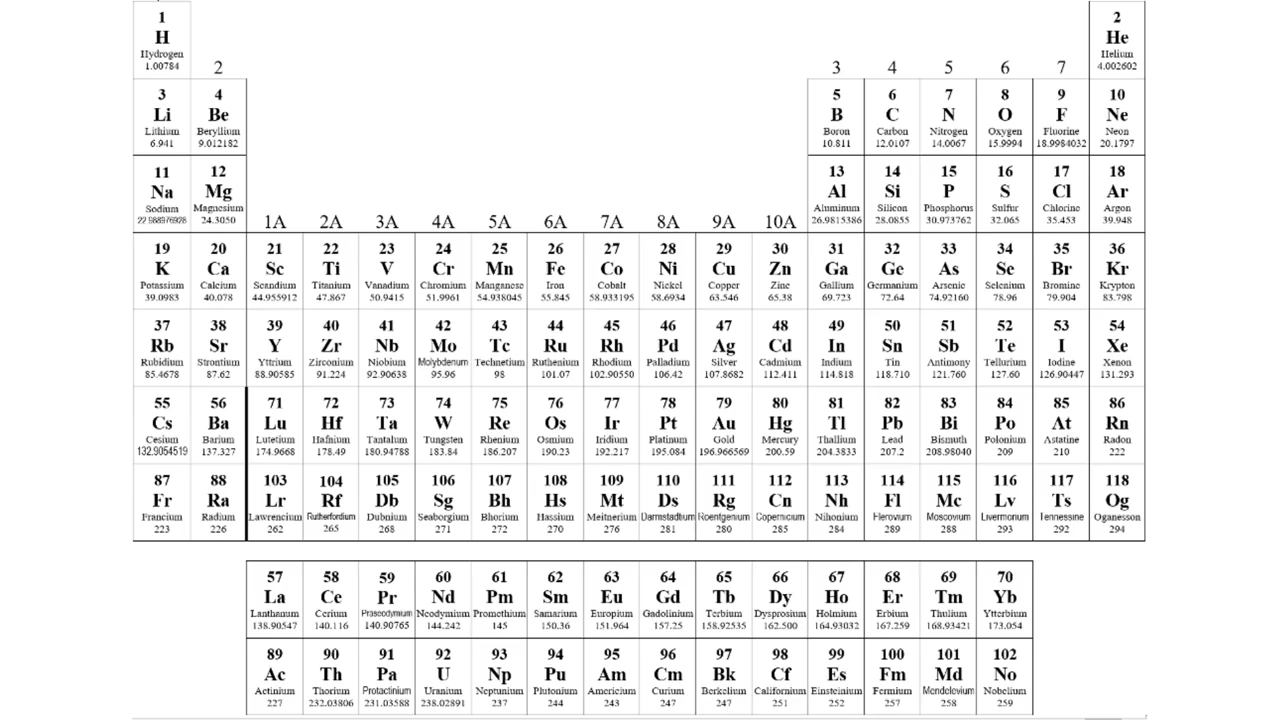 1 2
H He
Hydrogen Helium
1.00784 2 3 4 5 6 7 4.002602
3 4 5 6 7 8 9 10
Li Be B C N O F Ne
Lithium Beryllium Boron Carbon Nitrogen Oxygen Fluorine Neon
6.941 9.012182 10.811 12.0107 14.0067 15.9994 18.9984032 20.1797
11 12 13 14 15 16 17 18
Na Mg Al Si P S Cl Ar
Sodium Magnesium Aluminum Silicon Phosphorus Sulfur Chlorine Argon
22.988976928 24.3050 1A 2A 3A 4A 5A 6A 7A 8A 9A 10A 26.9815386 28.0855 30.973762 32.065 35.453 39.948
19 20 21 22 23 24 25 26 27 28 29 30 31 32 33 34 35 36
K Ca Sc Ti V Cr Mn Fe Co Ni Cu Zn Ga Ge As Se Br Kr
Potassium Calcium Scandium Titanium Vanadium Chromium Manganese Iron Cobalt Nickel Copper Zinc Gallium Germanium Arsenic Selenium Bromine Krypton
39.0983 40.078 44.955912 47.867 50.9415 51.9961 54.938045 55.845 58.933195 58.6934 63.546 65.38 69.723 72.64 74.92160 78.96 79.904 83.798
37 38 39 40 41 42 43 44 45 46 47 48 49 50 51 52 53 54
Rb Sr Y Zr Nb Mo Tc Ru Rh Pd Ag Cd In Sn Sb Te I Xe
Rubidium Strontium Yttrium Zirconium Niobium Molybdenum Technetium Ruthenium Rhodium Palladium Silver Cadmium Indium Tin Antimony Tellurium Iodine Xenon
85.4678 87.62 88.90585 91.224 92.90638 95.96 98 101.07 102.90550 106.42 107.8682 112.411 114.818 118.710 121.760 127.60 126.90447 131.293
55 56 71 72 73 74 75 76 77 78 79 80 81 82 83 84 85 86
Cs Ba Lu Hf Ta W Re Os Ir Pt Au Hg Tl Pb Bi Po At Rn
Cesium Barium Lutetium Hafnium Tantalum Tungsten Rhenium Osmium Iridium Platinum Gold Mercury Thallium Lead Bismuth Polonium Astatine Radon
132.9054519 137.327 174.9668 178.49 180.94788 183.84 186.207 190.23 192.217 195.084 196.966569 200.59 204.3833 207.2 208.98040 209 210 222
87 88 103 104 105 106 107 108 109 110 111 112 113 114 115 116 117 118
Fr Ra Lr Rf Db Sg Bh Hs Mt Ds Rg Cn Nh Fl Mc Lv Ts Og
Francium Radium Lawrencium Rutherfordium Dubnium Seaborgium Bhorium Hassium Meitnerium Darmstadtium Roentgenium Copernicium Nihonium Flerovium Moscovium Livermorium Tennessine Oganesson
223 226 262 265 268 271 272 270 276 281 280 285 284 289 288 293 292 294
57 58 59 60 61 62 63 64 65 66 67 68 69 70
La Ce Pr Nd Pm Sm Eu Gd Tb Dy Ho Er Tm Yb
Lanthanum Cerium Praseodymium Neodymium Promethium Samarium Europium Gadolinium Terbium Dysprosium Holmium Erbium Thulium Ytterbium
138.90547 140.116 140.90765 144.242 145 150.36 151.964 157.25 158.92535 162.500 164.93032 167.259 168.93421 173.054
89 90 91 92 93 94 95 96 97 98 99 100 101 102
Ac Th Pa U Np Pu Am Cm Bk Cf Es Fm Md No
Actinium Thorium Protactinium Uranium Neptunium Plutonium Americium Curium Berkelium Californium Einsteinium Fermium Mendelevium Nobelium
227 232.03806 231.03588 238.02891 237 244 243 247 247 251 252 257 258 259